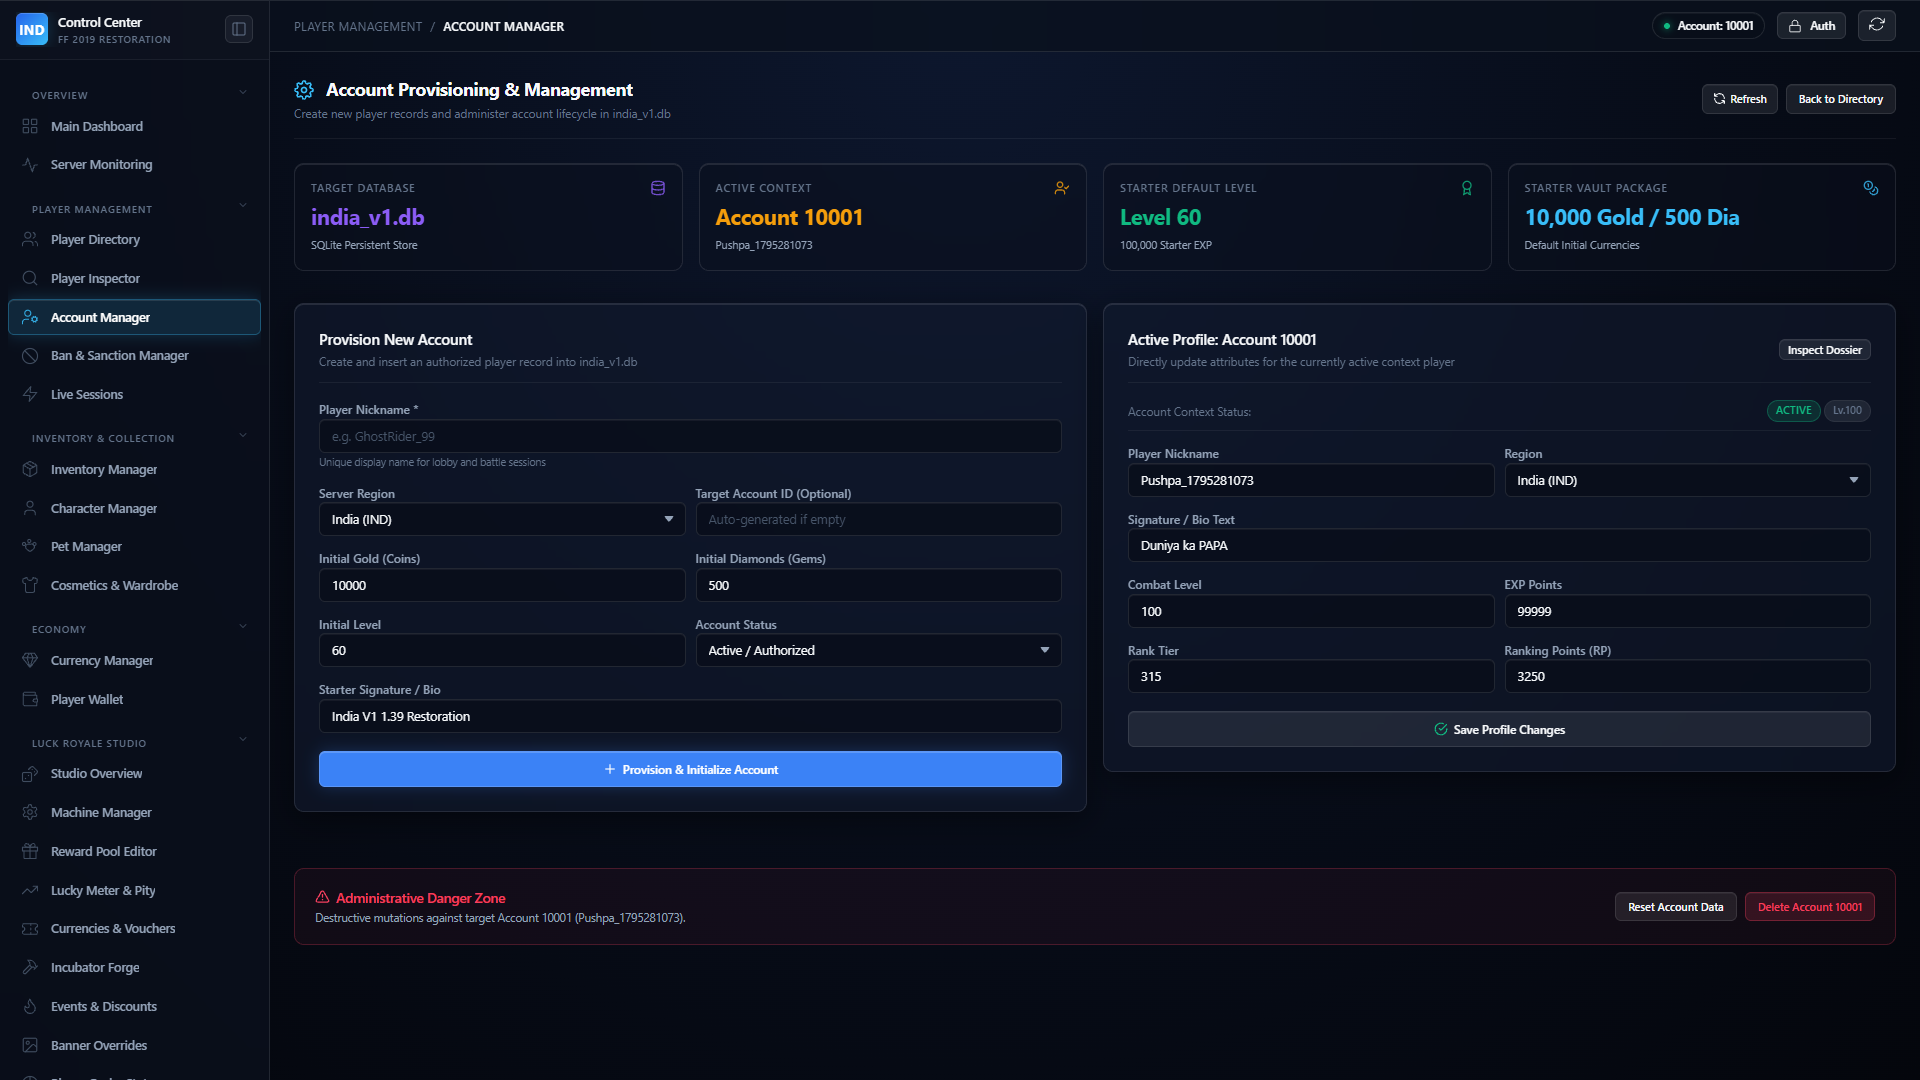 IND
Control Center
FF 2019 RESTORATION
OVERVIEW
Main Dashboard
Server Monitoring
PLAYER MANAGEMENT
Player Directory
Player Inspector
Account Manager
Ban & Sanction Manager
Live Sessions
INVENTORY & COLLECTION
Inventory Manager
Character Manager
Pet Manager
Cosmetics & Wardrobe
ECONOMY
Currency Manager
Player Wallet
LUCK ROYALE STUDIO
Studio Overview
Machine Manager
Reward Pool Editor
Lucky Meter & Pity
Currencies & Vouchers
Incubator Forge
Events & Discounts
Banner Overrides
PLAYER MANAGEMENT / ACCOUNT MANAGER
Account: 10001
Auth
Account Provisioning & Management
Create new player records and administer account lifecycle in india_v1.db
Refresh
Back to Directory
TARGET DATABASE
india_v1.db
SQLite Persistent Store
ACTIVE CONTEXT
Account 10001
Pushpa_1795281073
STARTER DEFAULT LEVEL
Level 60
100,000 Starter EXP
STARTER VAULT PACKAGE
10,000 Gold / 500 Dia
Default Initial Currencies
Provision New Account
Create and insert an authorized player record into india_v1.db
Player Nickname *
e.g. GhostRider_99
Unique display name for lobby and battle sessions
Server Region
India (IND)
Target Account ID (Optional)
Auto-generated if empty
Initial Gold (Coins)
10000
Initial Diamonds (Gems)
500
Initial Level
60
Account Status
Active / Authorized
Starter Signature / Bio
India V1 1.39 Restoration
Provision & Initialize Account
Active Profile: Account 10001
Directly update attributes for the currently active context player
Inspect Dossier
Account Context Status:
ACTIVE
Lv.100
Player Nickname
Pushpa_1795281073
Region
India (IND)
Signature / Bio Text
Duniya ka PAPA
Combat Level
100
EXP Points
99999
Rank Tier
315
Ranking Points (RP)
3250
Save Profile Changes
Administrative Danger Zone
Destructive mutations against target Account 10001 (Pushpa_1795281073).
Reset Account Data
Delete Account 10001